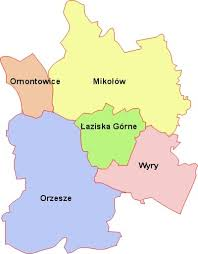 Ornontowice
Mikołów
Łaziska Górne
Wyry
Orzesze